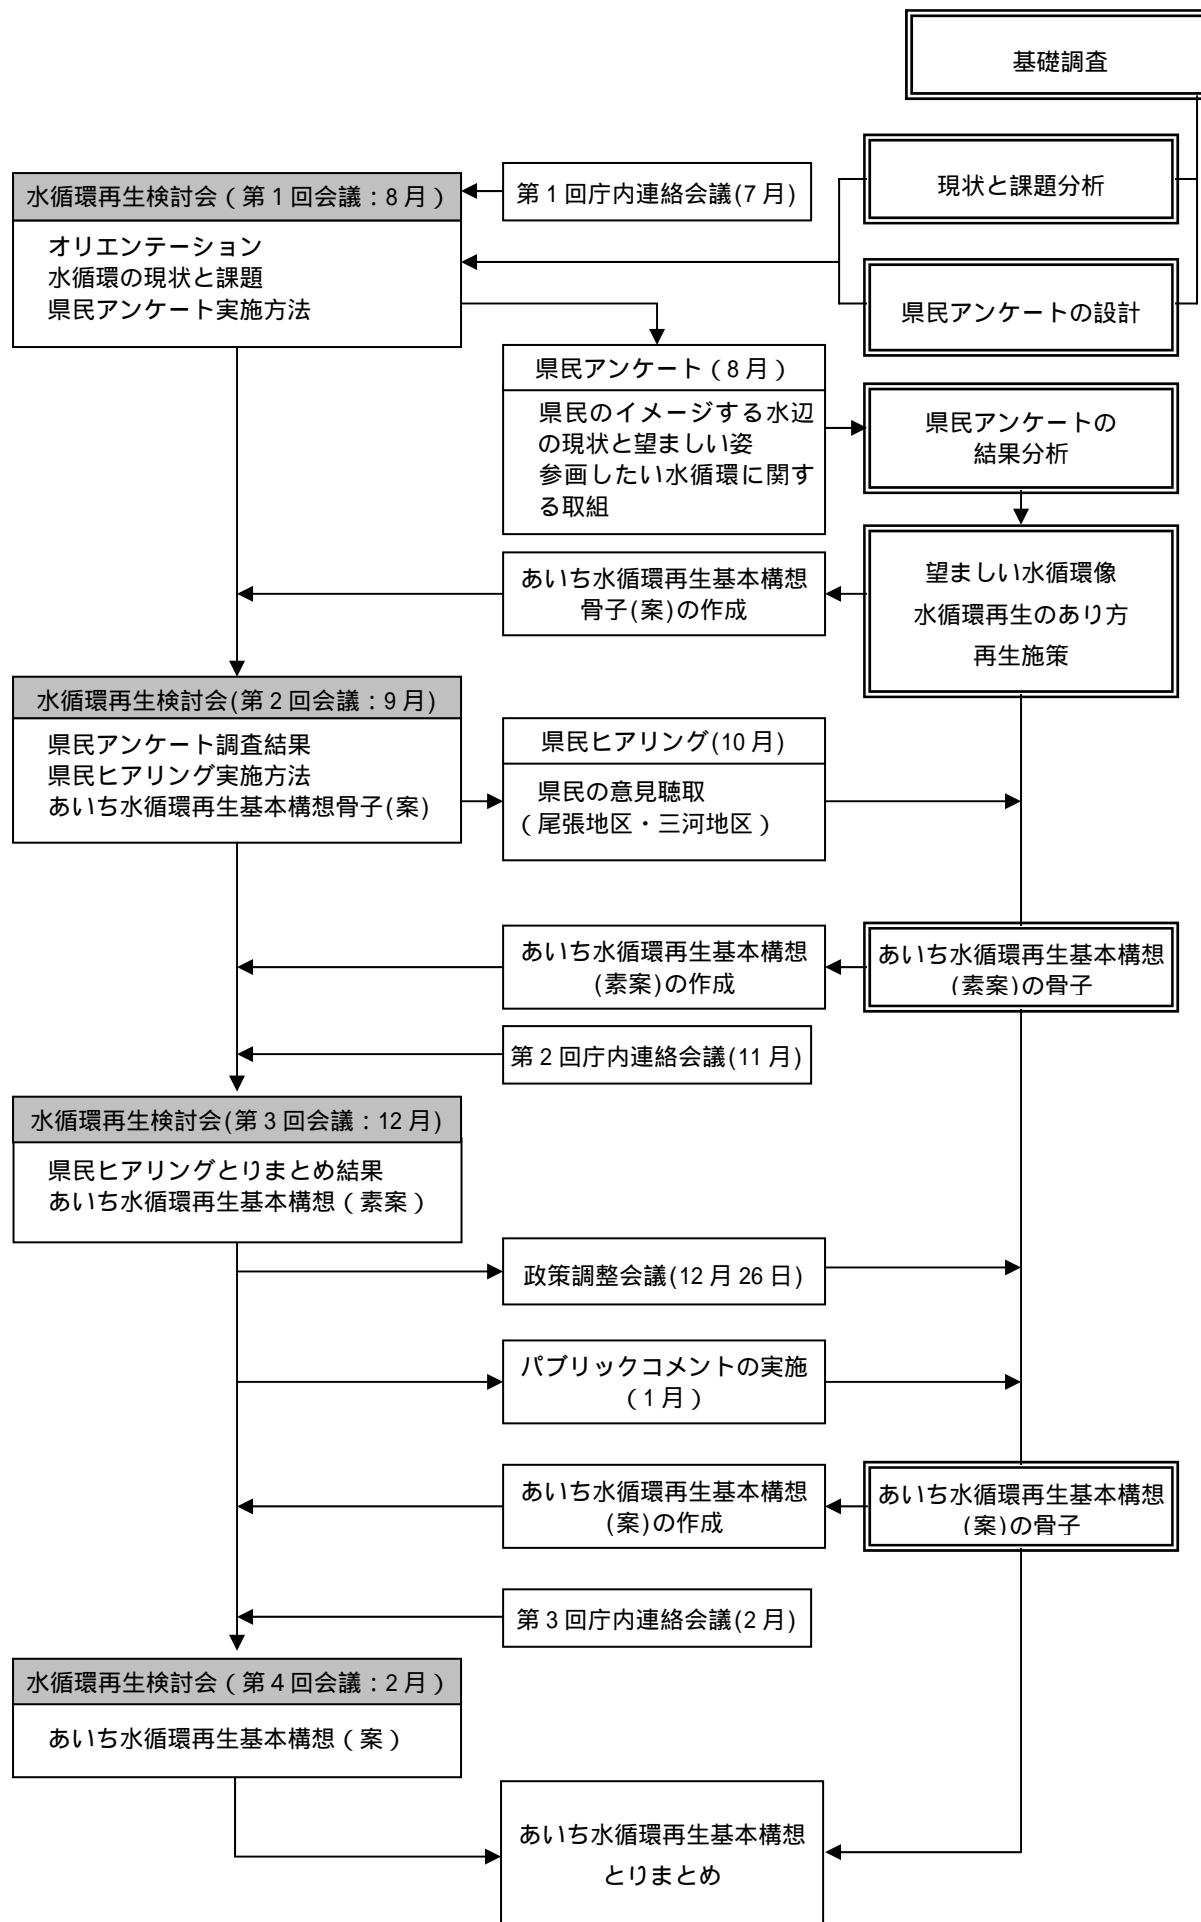 基礎調査
現状と課題分析
県民アンケートの設計
第1回庁内連絡会議(7月)
水循環再生検討会(第1回会議:8月)
オリエンテーション
水循環の現状と課題
県民アンケート実施方法
県民アンケート(8月)
県民のイメージする水辺
の現状と望ましい姿
参画したい水循環に関す
る取組
県民アンケートの
結果分析
望ましい水循環像
水循環再生のあり方
再生施策
あいち水循環再生基本構想
骨子(案)の作成
水循環再生検討会(第2回会議:9月)
県民アンケート調査結果
県民ヒアリング実施方法
あいち水循環再生基本構想骨子(案)
県民ヒアリング(10月)
県民の意見聴取
(尾張地区・三河地区)
あいち水循環再生基本構想
(素案)の作成
あいち水循環再生基本構想
(素案)の骨子
第2回庁内連絡会議(11月)
水循環再生検討会(第3回会議:12月)
県民ヒアリングとりまとめ結果
あいち水循環再生基本構想(素案)
政策調整会議(12月26日)
パブリックコメントの実施
(1月)
あいち水循環再生基本構想
(案)の作成
あいち水循環再生基本構想
(案)の骨子
第3回庁内連絡会議(2月)
水循環再生検討会(第4回会議:2月)
あいち水循環再生基本構想(案)
あいち水循環再生基本構想
とりまとめ